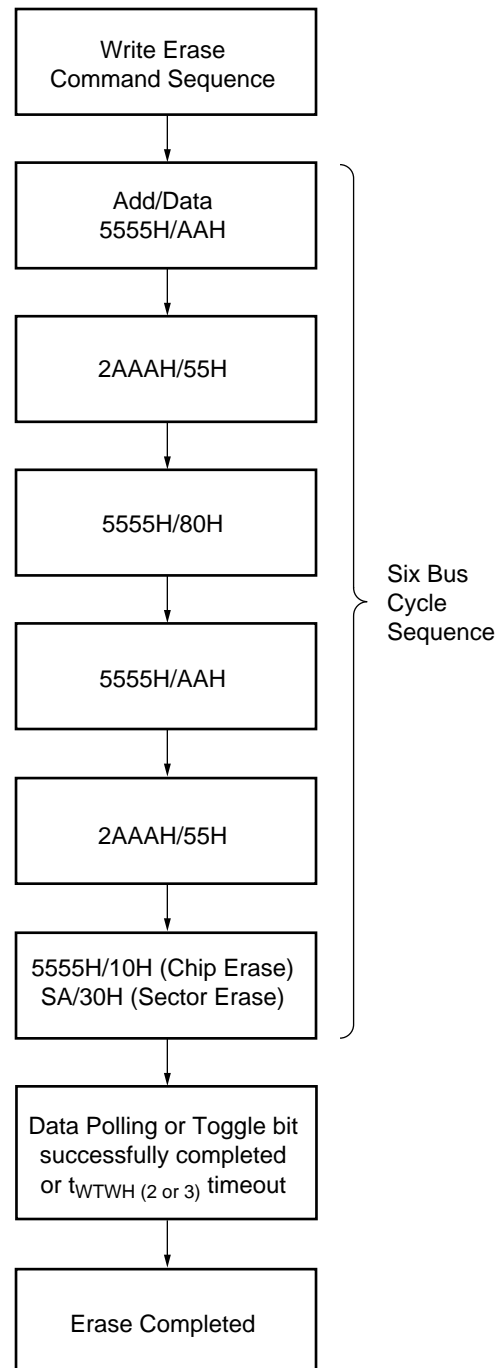 Write Erase
Command Sequence
Add/Data
5555H/AAH
2AAAH/55H
5555H/80H
5555H/AAH
2AAAH/55H
5555H/10H (Chip Erase)
SA/30H (Sector Erase)
Six Bus
Cycle
Sequence
Data Polling or Toggle bit
successfully completed
or tWTWH (2 or 3) timeout
Erase Completed